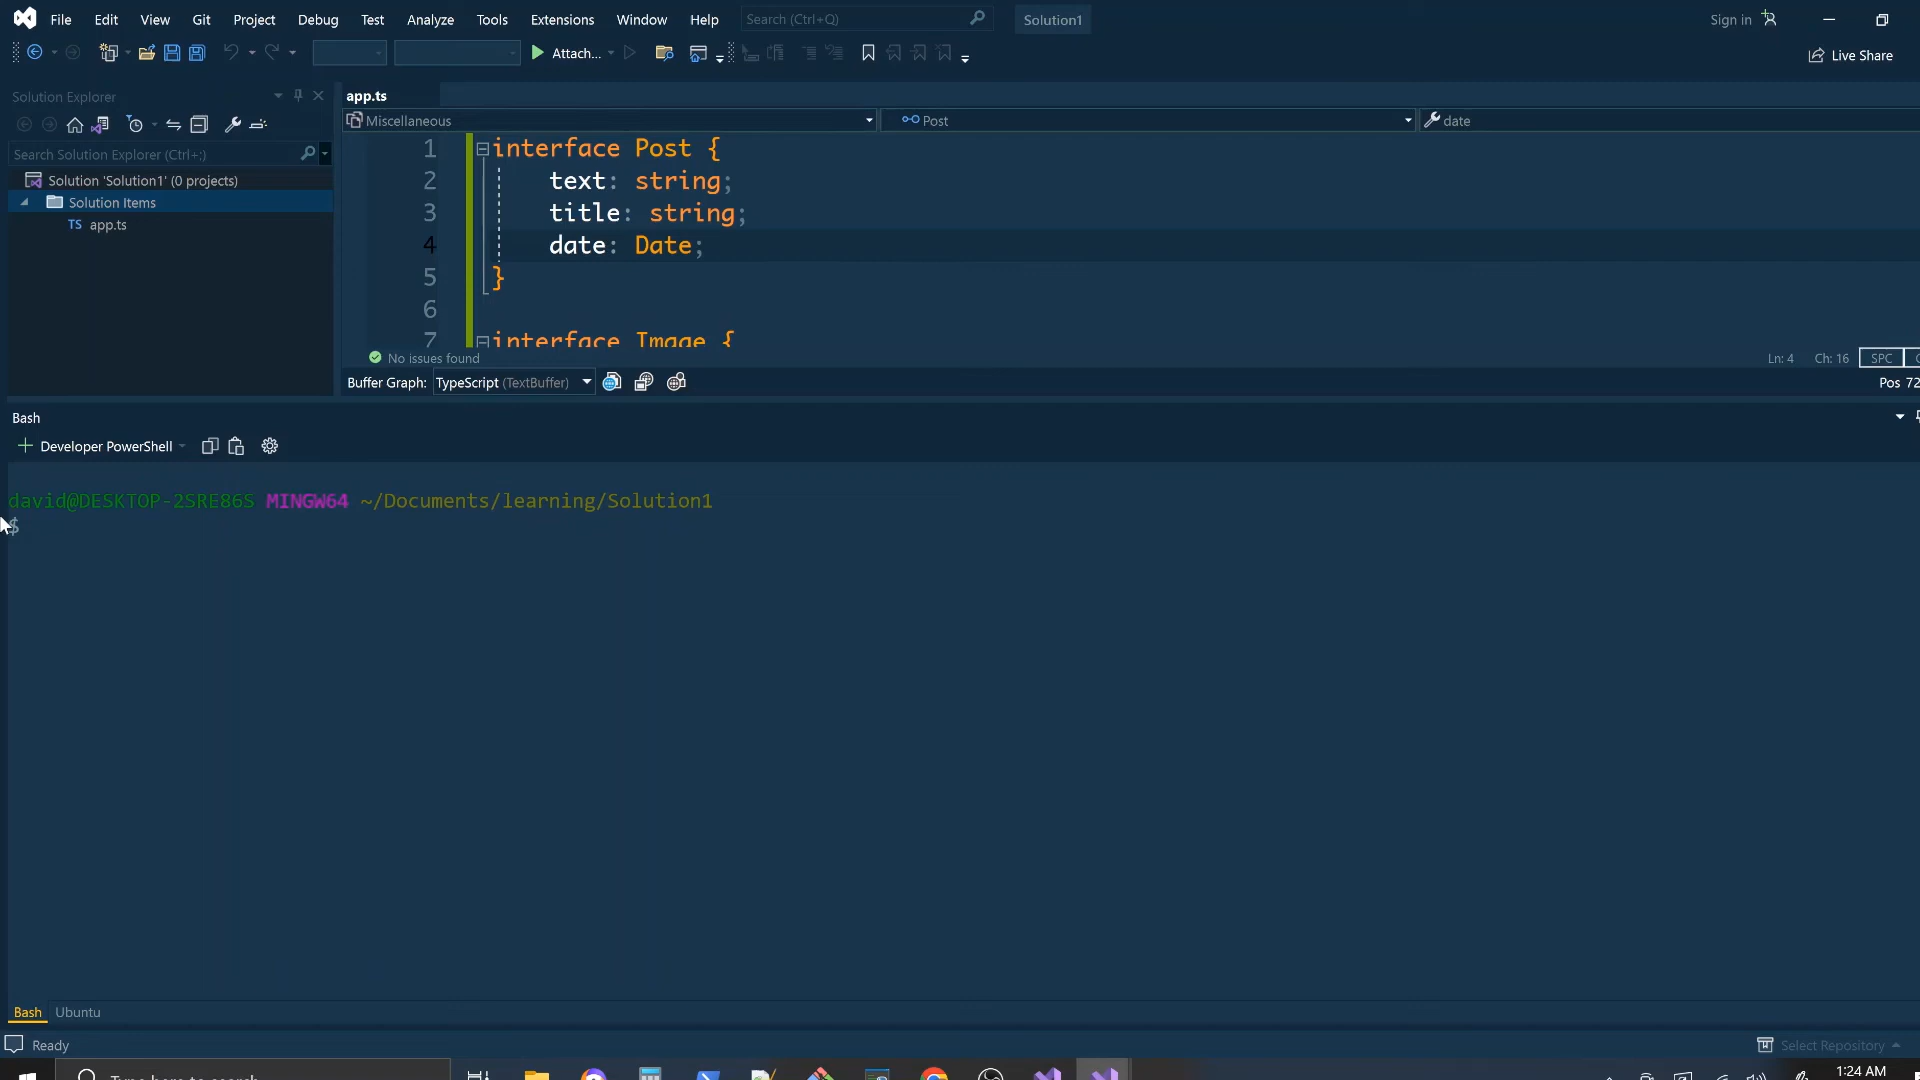 File Edit View Git Project Debug Test Analyze Tools Extensions Window Help Search (Ctrl+Q) Solution1 Sign in
Attach... Live Share
Solution Explorer
Search Solution Explorer (Ctrl+;)
Solution 'Solution1' (0 projects)
Solution Items
TS app.ts
app.ts
Miscellaneous Post date
1 interface Post {
2 text: string;
3 title: string;
4 date: Date;
5 }
6
7 interface Image {
No issues found Ln: 4 Ch: 16 SPC
Buffer Graph: TypeScript (TextBuffer) Pos 72
Bash
Developer PowerShell
david@DESKTOP-2SRE86S MINGW64 ~/Documents/learning/Solution1
$
Bash Ubuntu
Ready Select Repository
Type here to search 1:24 AM